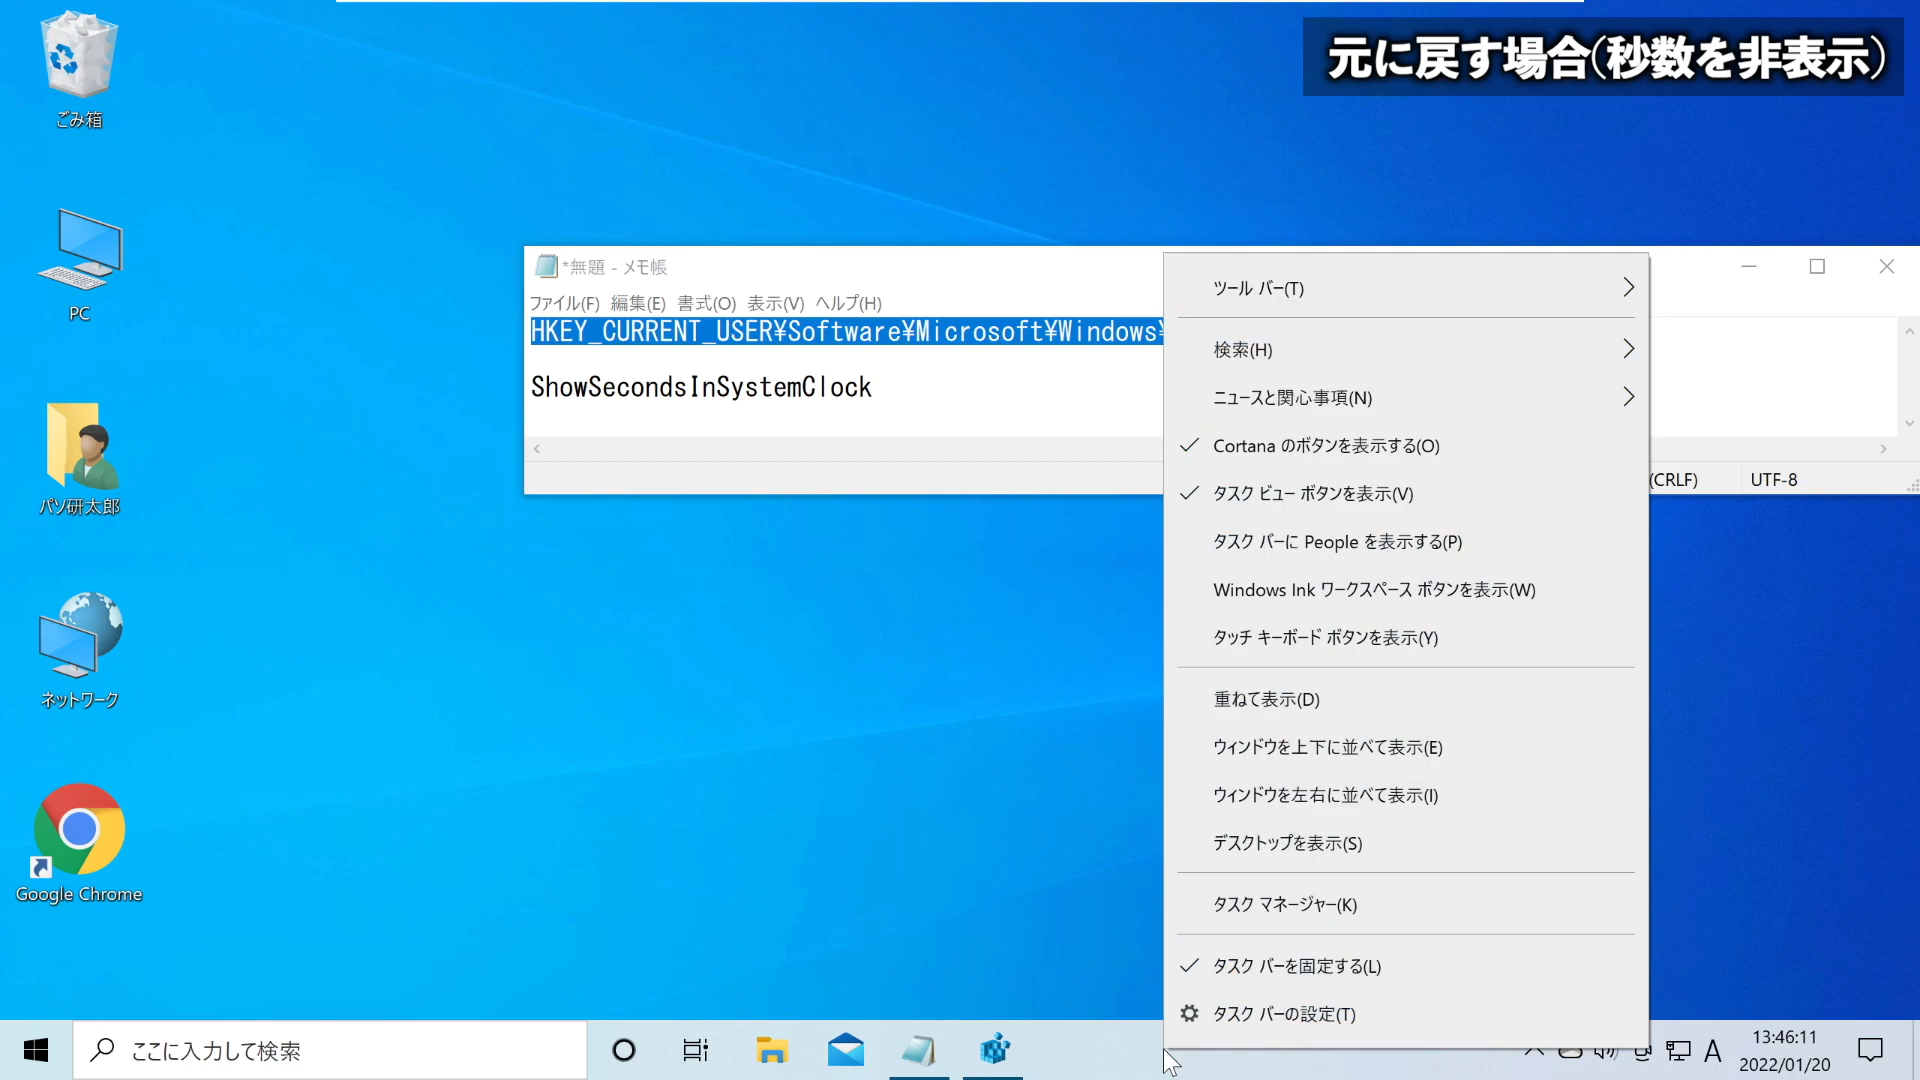 元に戻す場合(秒数を非表示)
ごみ箱
PC
パソ研太郎
ネットワーク
Google Chrome
*無題 - メモ帳
ファイル(F) 編集(E) 書式(O) 表示(V) ヘルプ(H)
HKEY_CURRENT_USER¥Software¥Microsoft¥Windows¥
ShowSecondsInSystemClock
(CRLF) UTF-8
ツール バー(T)
検索(H)
ニュースと関心事項(N)
Cortana のボタンを表示する(O)
タスク ビュー ボタンを表示(V)
タスク バーに People を表示する(P)
Windows Ink ワークスペース ボタンを表示(W)
タッチ キーボード ボタンを表示(Y)
重ねて表示(D)
ウィンドウを上下に並べて表示(E)
ウィンドウを左右に並べて表示(I)
デスクトップを表示(S)
タスク マネージャー(K)
タスク バーを固定する(L)
タスク バーの設定(T)
ここに入力して検索
A
13:46:11
2022/01/20